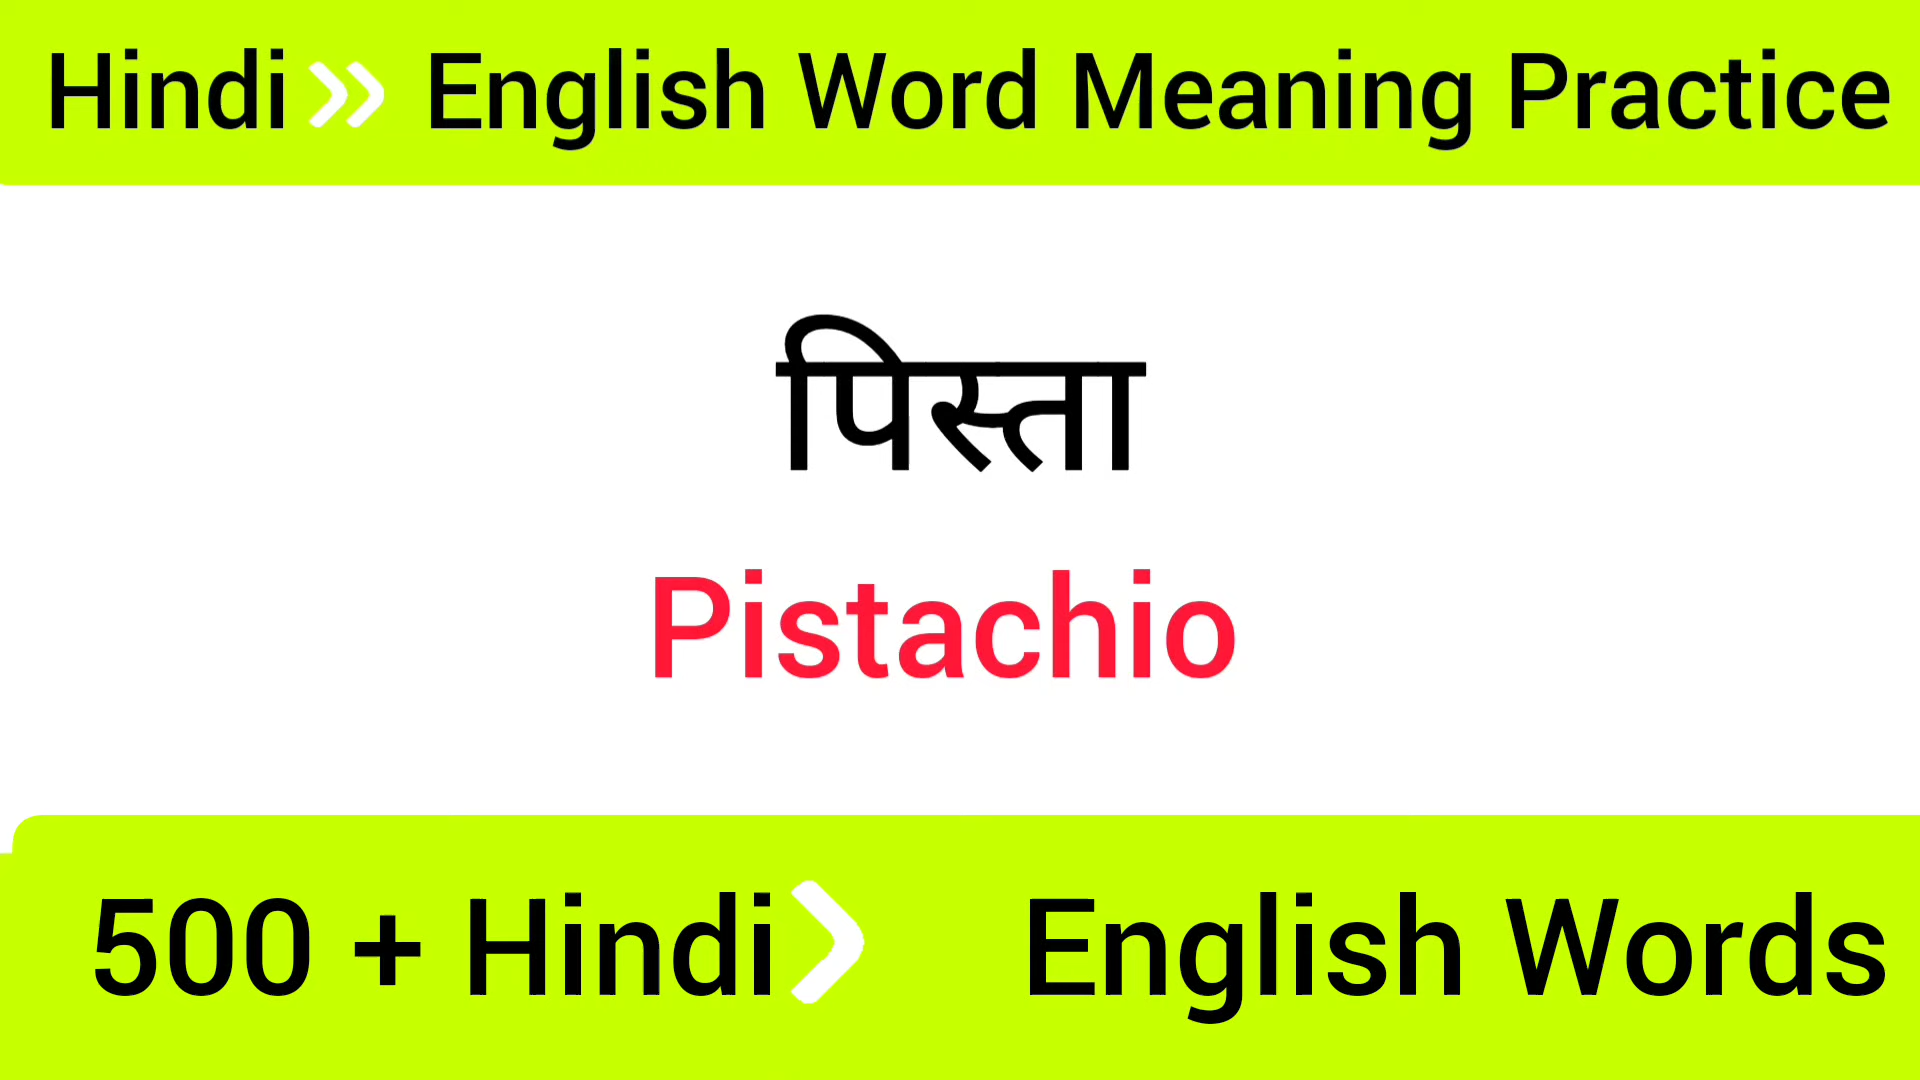 Hindi » English Word Meaning Practice
पिस्ता
Pistachio
500 + Hindi > English Words